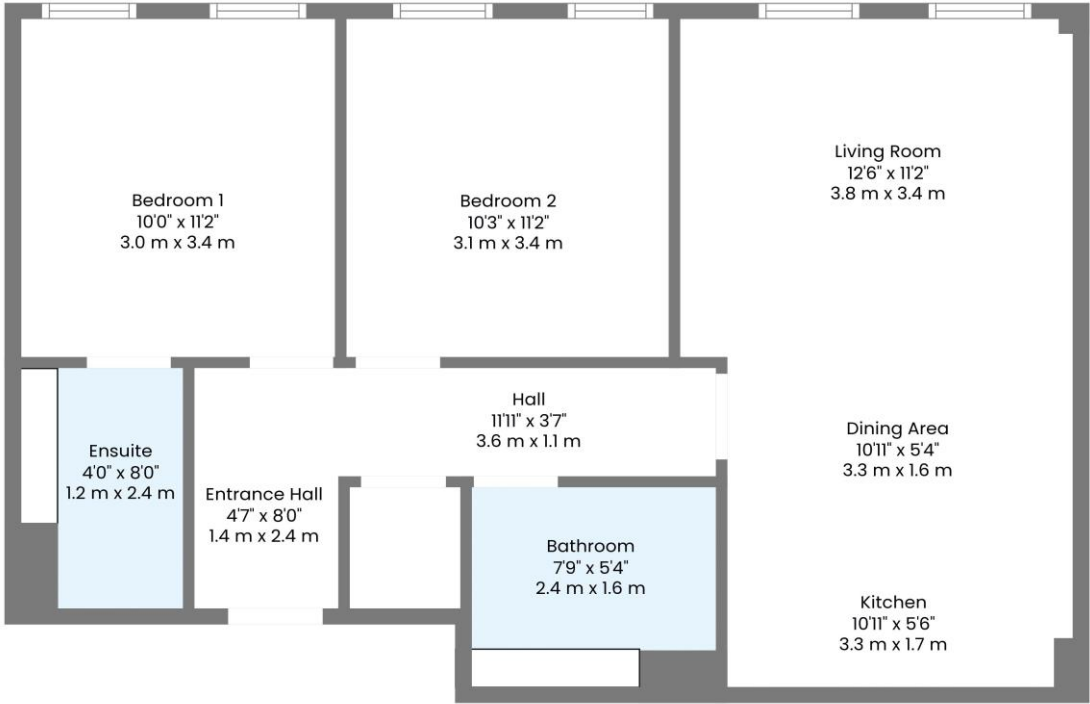 Bedroom 1
10'0" x 11'2"
3.0 m x 3.4 m
Bedroom 2
10'3" x 11'2"
3.1 m x 3.4 m
Living Room
12'6" x 11'2"
3.8 m x 3.4 m
Hall
11'11" x 3'7"
3.6 m x 1.1 m
Dining Area
10'11" x 5'4"
3.3 m x 1.6 m
Ensuite
4'0" x 8'0"
1.2 m x 2.4 m
Entrance Hall
4'7" x 8'0"
1.4 m x 2.4 m
Bathroom
7'9" x 5'4"
2.4 m x 1.6 m
Kitchen
10'11" x 5'6"
3.3 m x 1.7 m